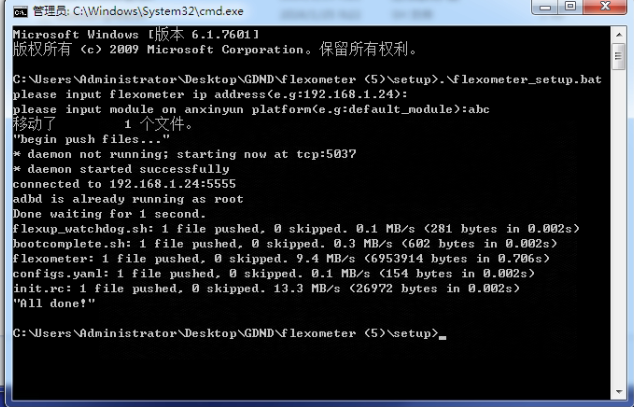 管理员: C:\Windows\System32\cmd.exe
Microsoft Windows [版本 6.1.7601]
版权所有 (c) 2009 Microsoft Corporation。保留所有权利。
C:\Users\Administrator\Desktop\GDND\flexometer (5)\setup>.\flexometer_setup.bat
please input flexometer ip address(e.g:192.168.1.24):
please input module on anxinyun platform(e.g:default_module):abc
移动了         1 个文件。
"begin push files..."
* daemon not running; starting now at tcp:5037
* daemon started successfully
connected to 192.168.1.24:5555
adbd is already running as root
Done waiting for 1 second.
flexup_watchdog.sh: 1 file pushed, 0 skipped. 0.1 MB/s (281 bytes in 0.002s)
bootcomplete.sh: 1 file pushed, 0 skipped. 0.3 MB/s (602 bytes in 0.002s)
flexometer: 1 file pushed, 0 skipped. 9.4 MB/s (6953914 bytes in 0.706s)
configs.yaml: 1 file pushed, 0 skipped. 0.1 MB/s (154 bytes in 0.002s)
init.rc: 1 file pushed, 0 skipped. 13.3 MB/s (26972 bytes in 0.002s)
"All done!"
C:\Users\Administrator\Desktop\GDND\flexometer (5)\setup>_